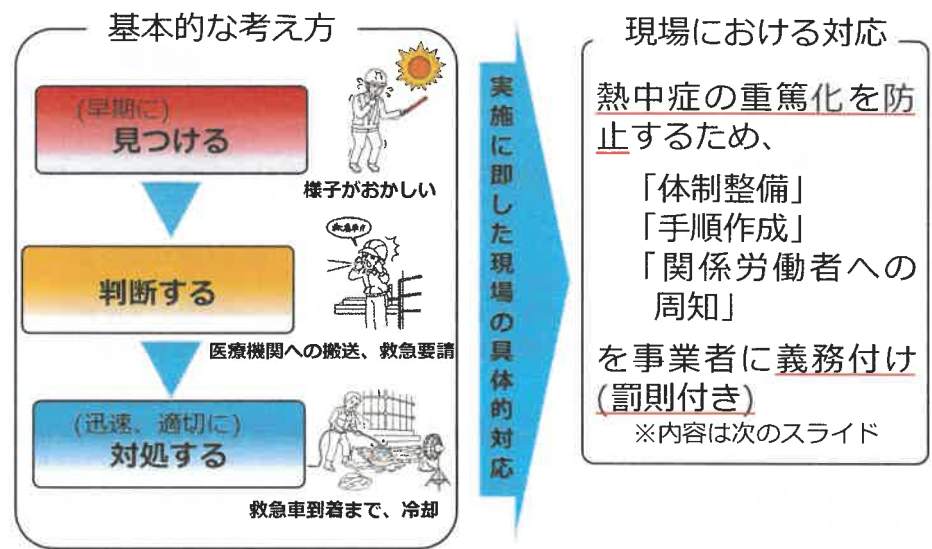 基本的な考え方
(早期に)
見つける
様子がおかしい
判断する
医療機関への搬送、救急要請
(迅速、適切に)
対処する
救急車到着まで、冷却
実施に即した現場の具体的対応
現場における対応
熱中症の重篤化を防
止するため、
「体制整備」
「手順作成」
「関係労働者への
周知」
を事業者に義務付け
(罰則付き)
※内容は次のスライド